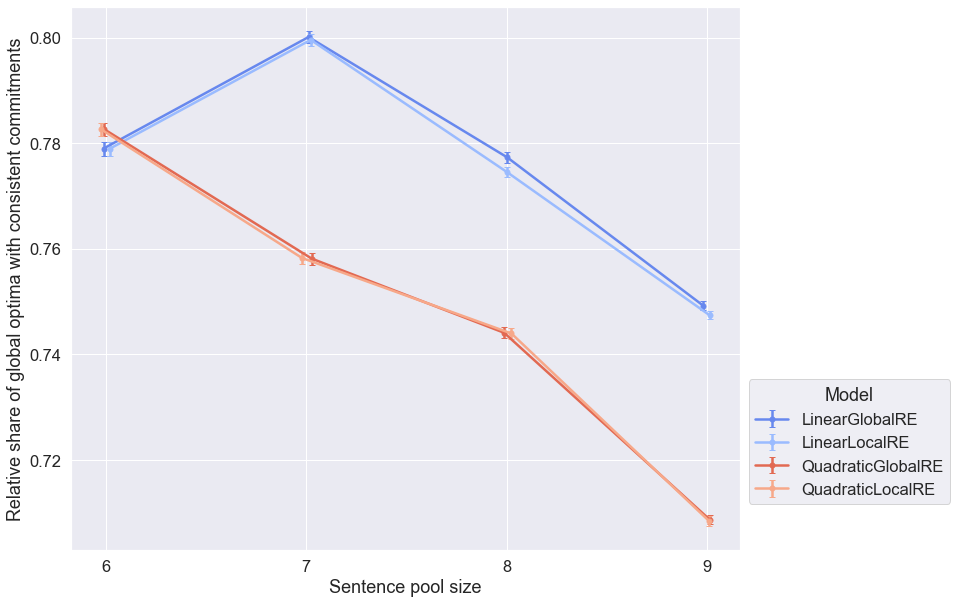 Relative share of global optima with consistent commitments
0.80
0.78
0.76
0.74
0.72
6 7 8 9
Sentence pool size
Model
LinearGlobalRE
LinearLocalRE
QuadraticGlobalRE
QuadraticLocalRE